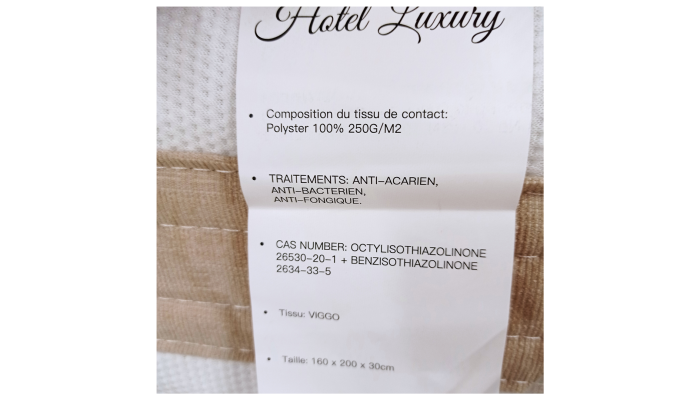 Hotel Luxury
• Composition du tissu de contact:
Polyster 100% 250G/M2
• TRAITEMENTS: ANTI-ACARIEN,
ANTI-BACTERIEN,
ANTI-FONGIQUE.
• CAS NUMBER: OCTYLISOTHIAZOLINONE
26530-20-1 + BENZISOTHIAZOLINONE
2634-33-5
• Tissu: VIGGO
• Taille: 160 x 200 x 30cm